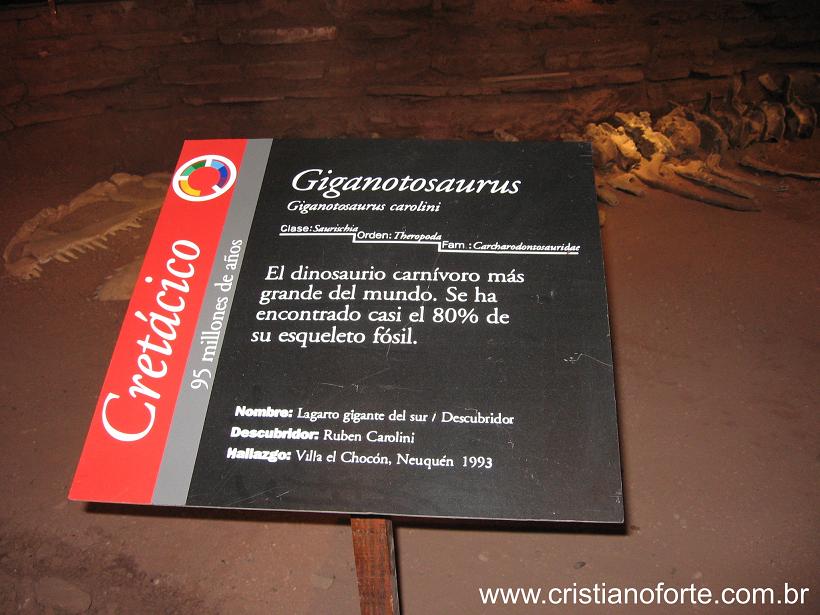 Cretácico
95 millones de años
Giganotosaurus
Giganotosaurus carolini
Clase: Saurischia Orden: Theropoda Fam.: Carcharodontosauridae
El dinosaurio carnívoro más
grande del mundo. Se ha
encontrado casi el 80% de
su esqueleto fósil.
Nombre: Lagarto gigante del sur / Descubridor
Descubridor: Ruben Carolini
Hallazgo: Villa el Chocón, Neuquén 1993
www.cristianoforte.com.br